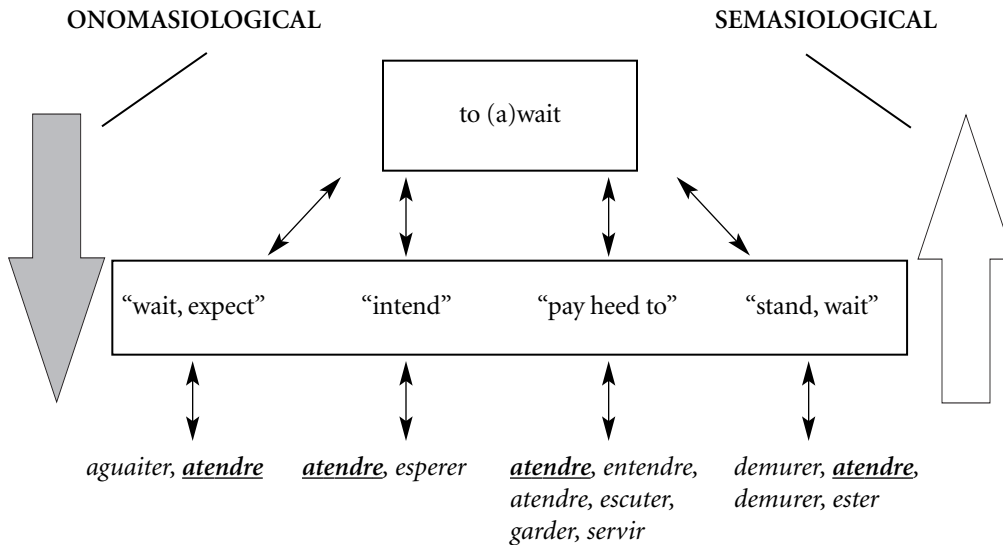 ONOMASIOLOGICAL
SEMASIOLOGICAL
to (a)wait
“wait, expect”
“intend”
“pay heed to”
“stand, wait”
aguaiter, atendre
atendre, esperer
atendre, entendre,
atendre, escuter,
garder, servir
demurer, atendre,
demurer, ester